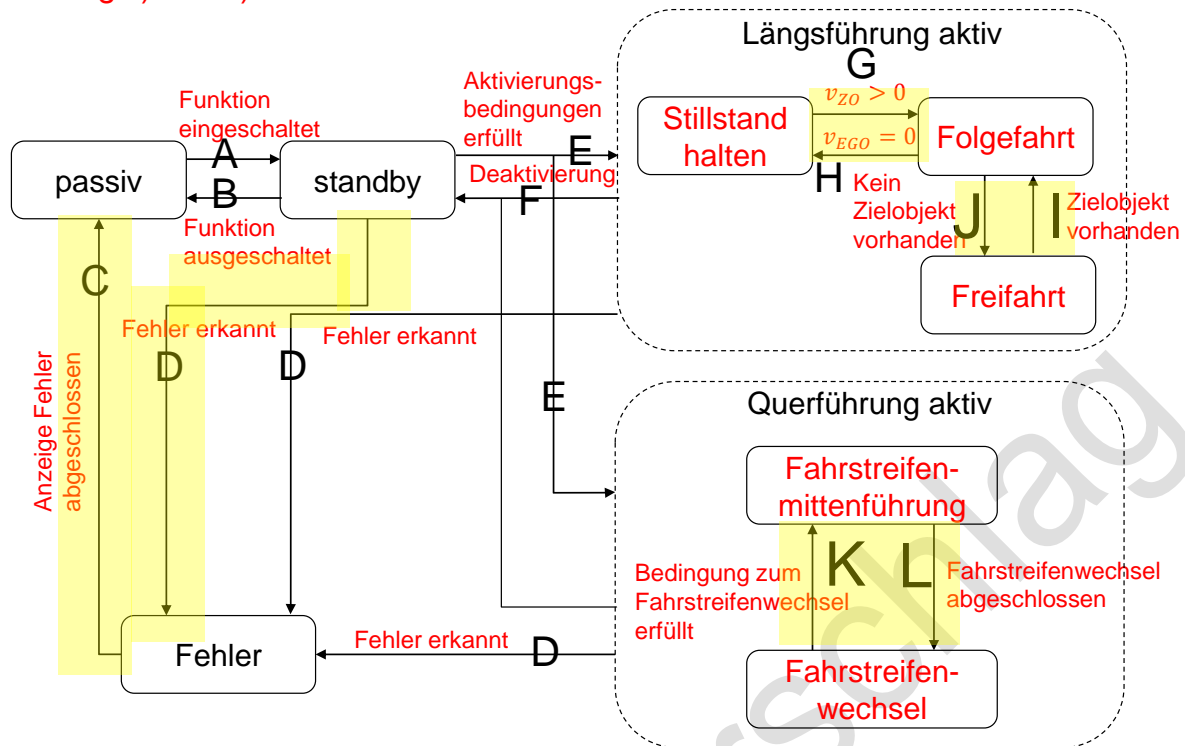 Längsführung aktiv
G
Aktivierungs-
bedingungen
erfüllt
v_ZO > 0
Funktion
eingeschaltet
Stillstand
halten
Folgefahrt
v_EGO = 0
A
E
passiv
standby
Deaktivierung
H
B
F
Kein
Zielobjekt
vorhanden
J
I
Zielobjekt
vorhanden
Funktion
ausgeschaltet
C
Freifahrt
Fehler erkannt
Fehler erkannt
D
D
E
Querführung aktiv
Anzeige Fehler
abgeschlossen
Fahrstreifen-
mittenführung
Bedingung zum
Fahrstreifenwechsel
erfüllt
K
L
Fahrstreifenwechsel
abgeschlossen
Fehler
Fehler erkannt
D
Fahrstreifen-
wechsel
rschlag